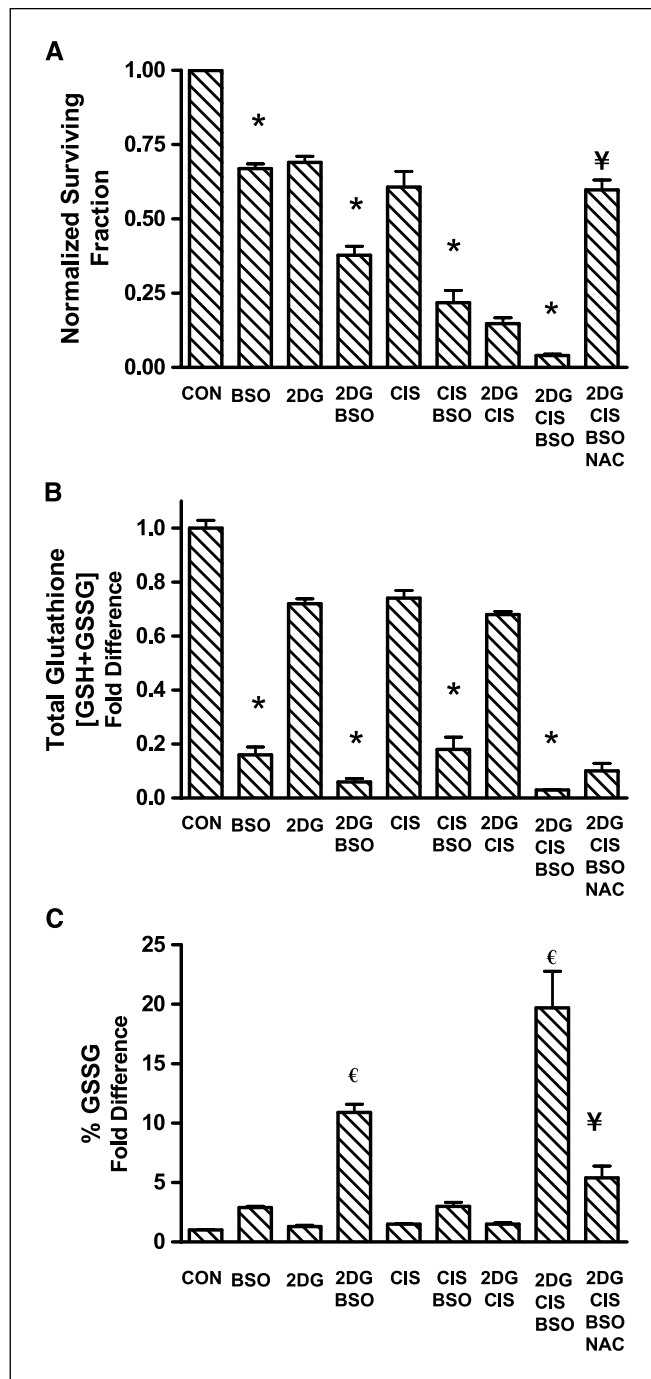 A
Normalized Surviving
Fraction
1.00
0.75
0.50
0.25
0.00
*
*
*
*
¥
CON BSO 2DG 2DG BSO CIS CIS BSO 2DG CIS 2DG CIS BSO 2DG CIS BSO NAC
B
Total Glutathione
[GSH+GSSG]
Fold Difference
1.0
0.8
0.6
0.4
0.2
0.0
*
*
*
*
CON BSO 2DG 2DG BSO CIS CIS BSO 2DG CIS 2DG CIS BSO 2DG CIS BSO NAC
C
% GSSG
Fold Difference
25
20
15
10
5
0
€
€
¥
CON BSO 2DG 2DG BSO CIS CIS BSO 2DG CIS 2DG CIS BSO 2DG CIS BSO NAC